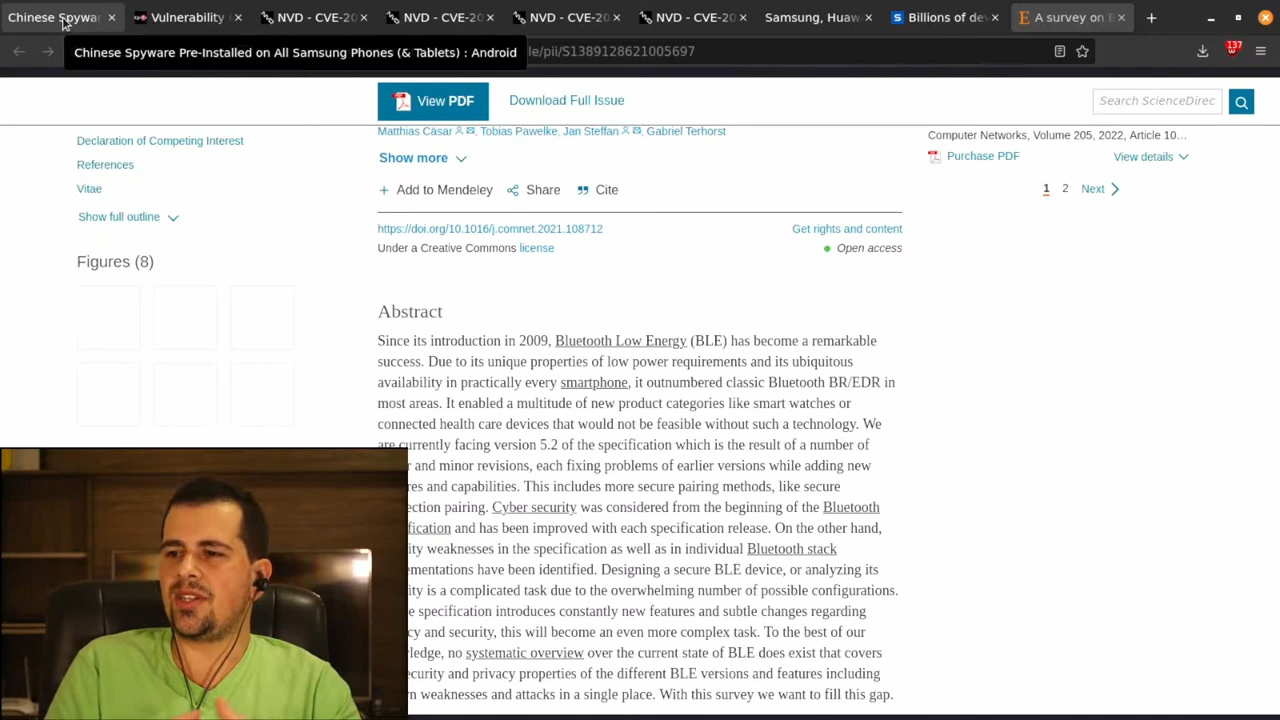 Chinese Spywa
Vulnerability
NVD - CVE-20
NVD - CVE-20
NVD - CVE-20
NVD - CVE-20
Samsung, Huaw
Billions of de
A survey on B
Chinese Spyware Pre-Installed on All Samsung Phones (& Tablets) : Android
le/pii/S1389128621005697
137
View PDF
Download Full Issue
Search ScienceDirec
Declaration of Competing Interest
References
Vitae
Show full outline
Figures (8)
Matthias Cäsar, Tobias Pawelke, Jan Steffan, Gabriel Terhorst
Show more
Add to Mendeley Share Cite
https://doi.org/10.1016/j.comnet.2021.108712
Get rights and content
Under a Creative Commons license
Open access
Computer Networks, Volume 205, 2022, Article 10...
Purchase PDF
View details
1 2 Next
Abstract
Since its introduction in 2009, Bluetooth Low Energy (BLE) has become a remarkable
success. Due to its unique properties of low power requirements and its ubiquitous
availability in practically every smartphone, it outnumbered classic Bluetooth BR/EDR in
most areas. It enabled a multitude of new product categories like smart watches or
connected health care devices that would not be feasible without such a technology. We
are currently facing version 5.2 of the specification which is the result of a number of
r and minor revisions, each fixing problems of earlier versions while adding new
res and capabilities. This includes more secure pairing methods, like secure
ection pairing. Cyber security was considered from the beginning of the Bluetooth
fication and has been improved with each specification release. On the other hand,
ity weaknesses in the specification as well as in individual Bluetooth stack
ementations have been identified. Designing a secure BLE device, or analyzing its
ity is a complicated task due to the overwhelming number of possible configurations.
e specification introduces constantly new features and subtle changes regarding
cy and security, this will become an even more complex task. To the best of our
ledge, no systematic overview over the current state of BLE does exist that covers
ecurity and privacy properties of the different BLE versions and features including
n weaknesses and attacks in a single place. With this survey we want to fill this gap.